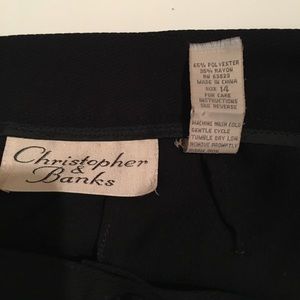 65% POLYESTER
35% RAYON
RN 63823
MADE IN CHINA
SIZE 14
FOR CARE
INSTRUCTIONS
SEE REVERSE
MACHINE WASH COLD
GENTLE CYCLE
TUMBLE DRY LOW
REMOVE PROMPTLY
Christopher
&
Banks